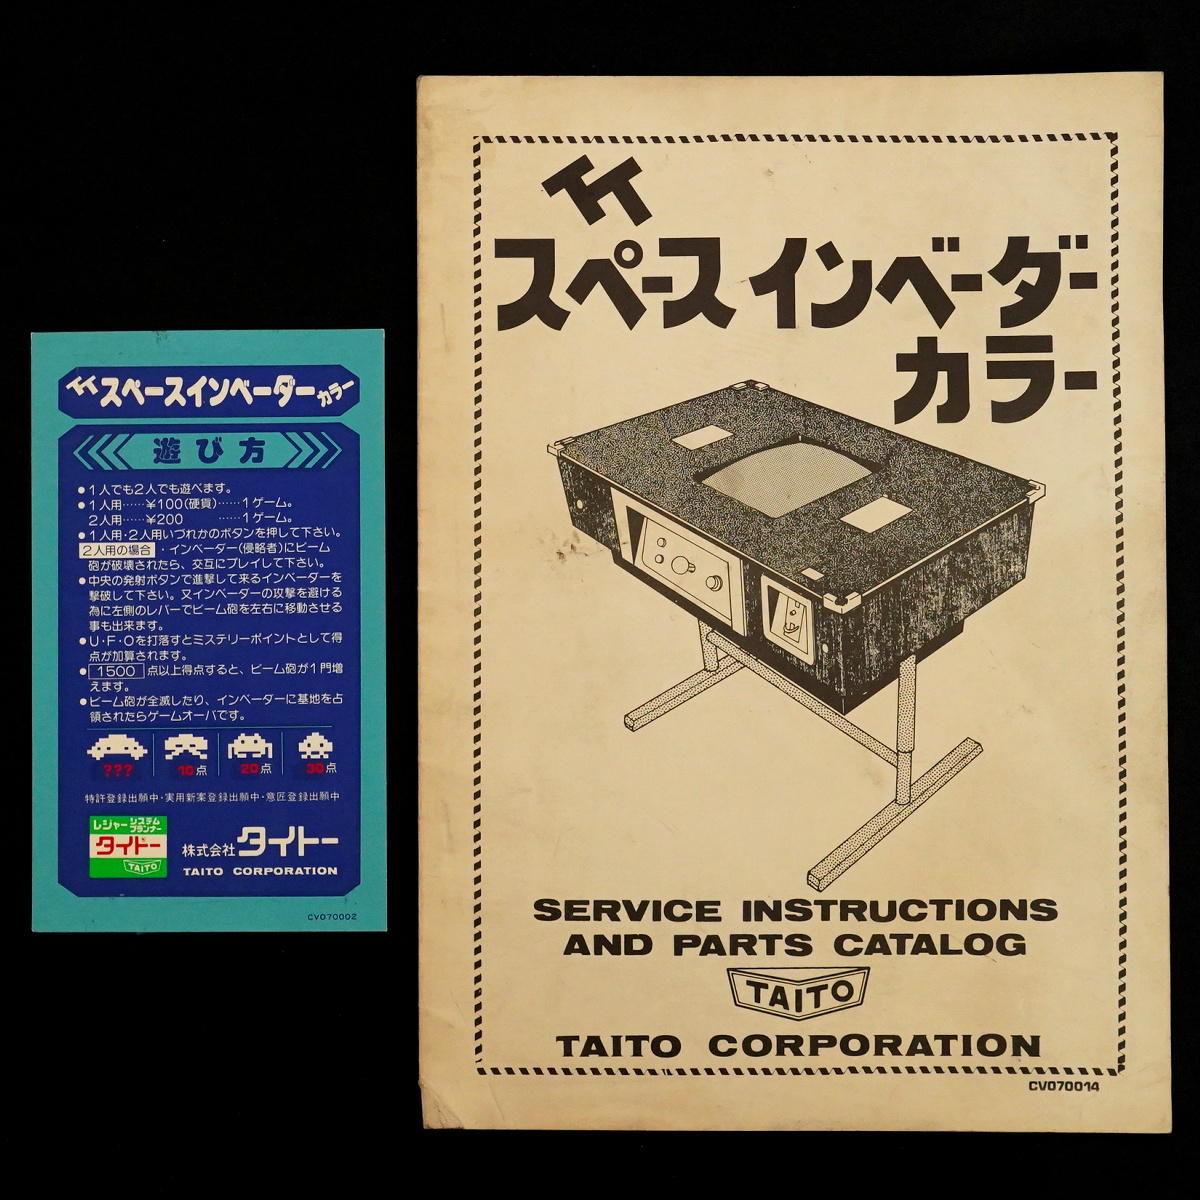 TT スペースインベーダー カラー
遊び方
●1人でも2人でも遊べます。
●1人用……¥100(硬貨)……1ゲーム。
2人用……¥200 ……1ゲーム。
●1人用・2人用いづれかのボタンを押して下さい。
2人用の場合・インベーダー(侵略者)にビーム
砲が破壊されたら、交互にプレイして下さい。
●中央の発射ボタンで進撃して来るインベーダーを
撃破して下さい。又インベーダーの攻撃を避ける
為に左側のレバーでビーム砲を左右に移動させる
事も出来ます。
●U・F・Oを打落すとミステリーポイントとして得
点が加算されます。
●1500点以上得点すると、ビーム砲が1門増
えます。
●ビーム砲が全滅したり、インベーダーに基地を占
領されたらゲームオーバです。
??? 10点 20点 30点
特許登録出願中・実用新案登録出願中・意匠登録出願中
レジャー システム プランナー
タイトー
TAITO
株式会社タイトー
TAITO CORPORATION
CV070002
TT
スペースインベーダー
カラー
SERVICE INSTRUCTIONS
AND PARTS CATALOG
TAITO
TAITO CORPORATION
CV070014